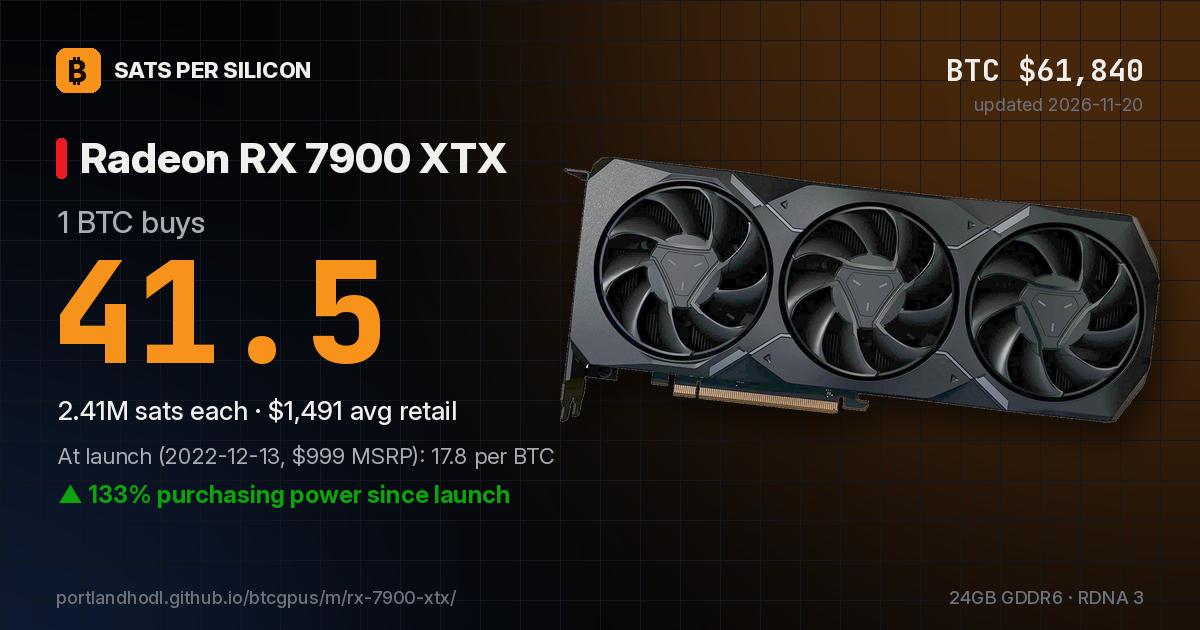 ₿ SATS PER SILICON
BTC $61,840
updated 2026-11-20
Radeon RX 7900 XTX
1 BTC buys
41.5
2.41M sats each · $1,491 avg retail
At launch (2022-12-13, $999 MSRP): 17.8 per BTC
▲ 133% purchasing power since launch
portlandhodl.github.io/btcgpus/m/rx-7900-xtx/
24GB GDDR6 · RDNA 3